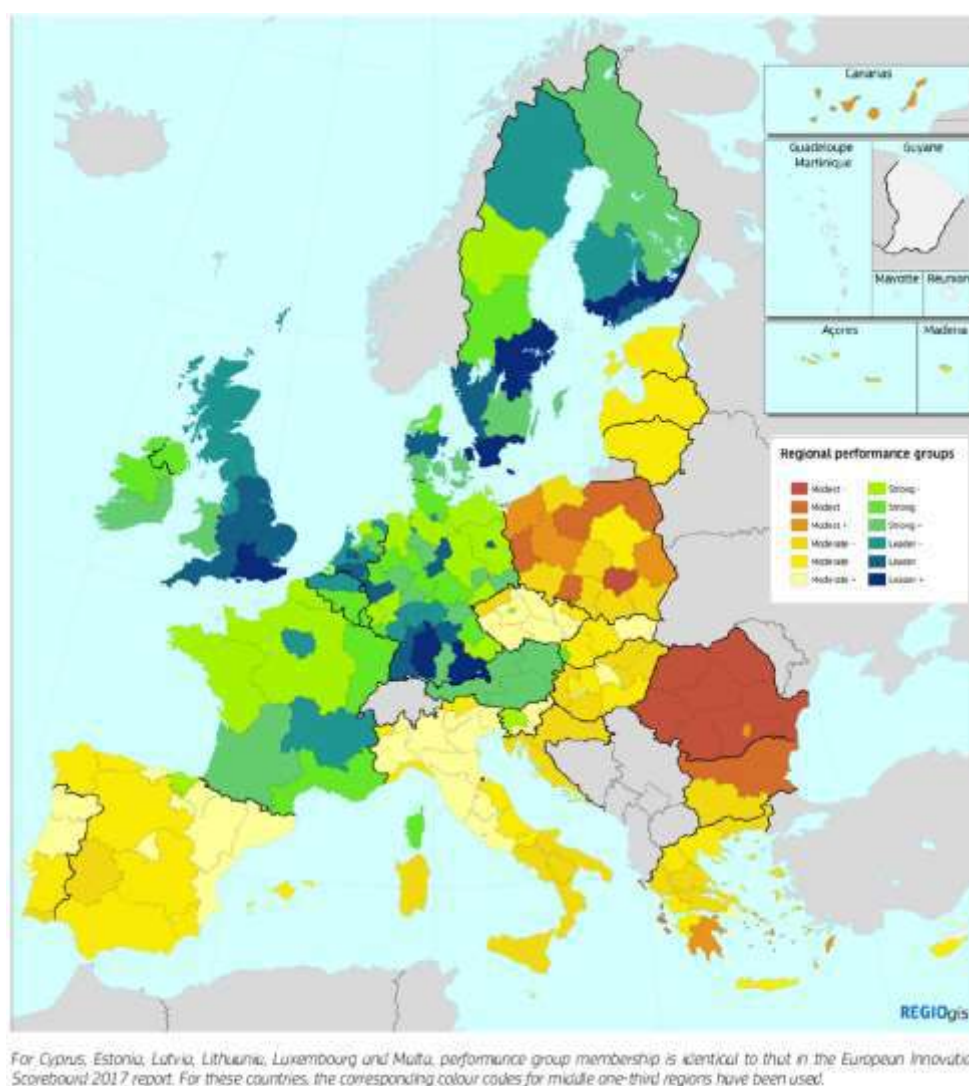 Canarias
Guadeloupe
Martinique
Guyane
Mayotte
Réunion
Açores
Madeira
Regional performance groups
Modest -
Strong -
Modest
Strong
Modest +
Strong +
Moderate -
Leader -
Moderate
Leader
Moderate +
Leader +
REGIOgis
For Cyprus, Estonia, Latvia, Lithuania, Luxembourg and Malta, performance group membership is identical to that in the European Innovatio
Scoreboard 2017 report. For these countries, the corresponding colour codes for middle one-third regions have been used.